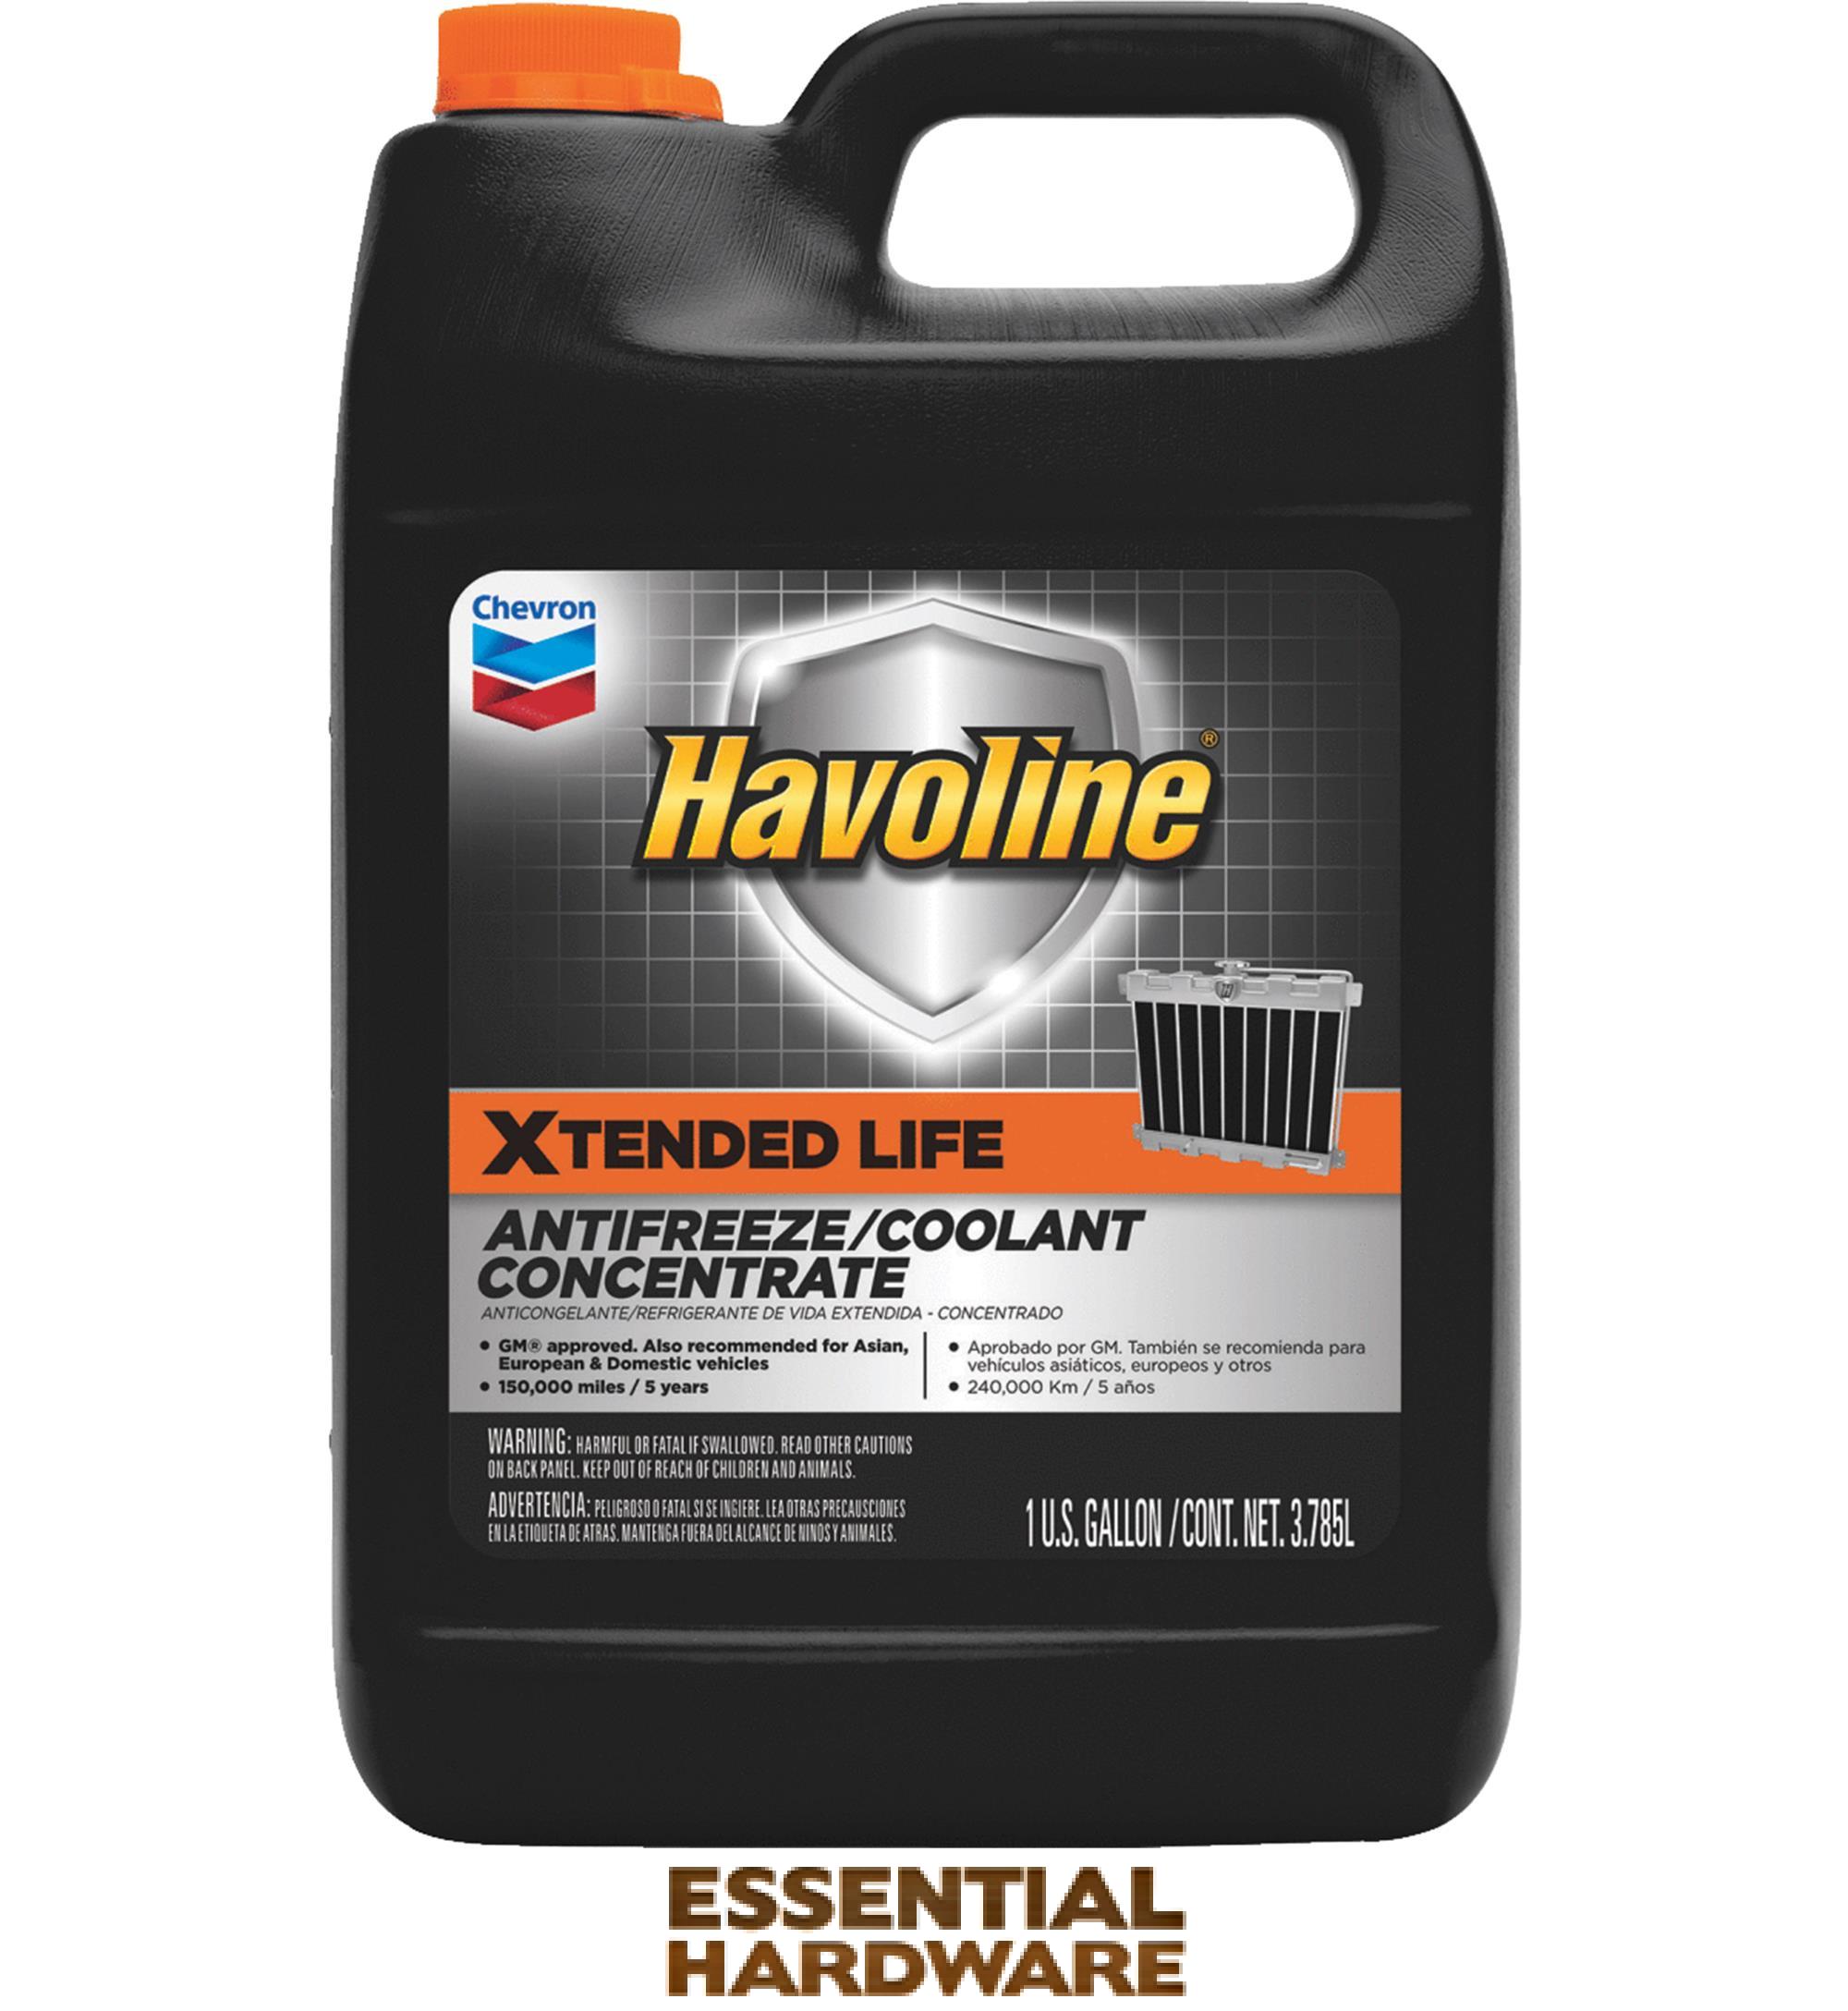 Chevron
Havoline®
XTENDED LIFE
ANTIFREEZE/COOLANT
CONCENTRATE
ANTICONGELANTE/REFRIGERANTE DE VIDA EXTENDIDA - CONCENTRADO
• GM® approved. Also recommended for Asian,
European & Domestic vehicles
• 150,000 miles / 5 years
• Aprobado por GM. También se recomienda para
vehículos asiáticos, europeos y otros
• 240,000 Km / 5 años
WARNING: HARMFUL OR FATAL IF SWALLOWED. READ OTHER CAUTIONS
ON BACK PANEL. KEEP OUT OF REACH OF CHILDREN AND ANIMALS.
ADVERTENCIA: PELIGROSO O FATAL SI SE INGIERE. LEA OTRAS PRECAUSCIONES
EN LA ETIQUETA DE ATRAS. MANTENGA FUERA DEL ALCANCE DE NINOS Y ANIMALES.
1 U.S. GALLON / CONT. NET. 3.785L
ESSENTIAL
HARDWARE